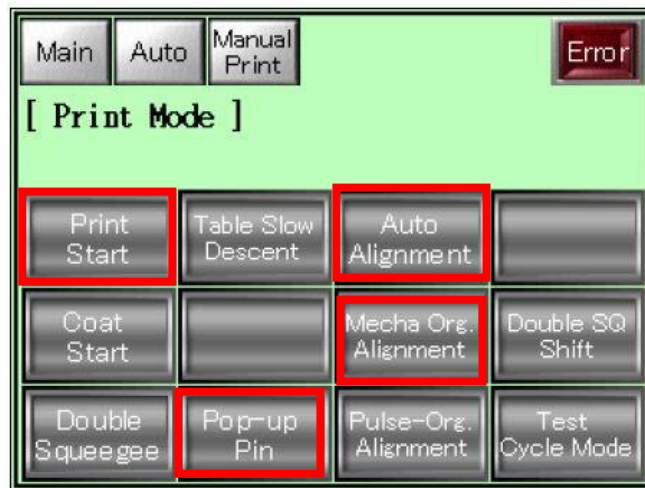 Main Auto Manual Print Error
[ Print Mode ]
Print Start
Table Slow Descent
Auto Alignment
Coat Start
Mecha Org. Alignment
Double SQ Shift
Double Squeegee
Pop-up Pin
Pulse-Org. Alignment
Test Cycle Mode